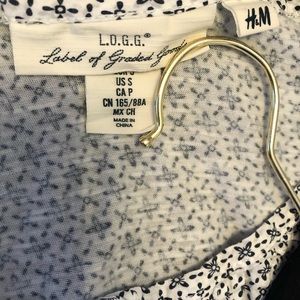 L.O.G.G.®
Label of Graded Goods
H&M
US S
CA P
CN 165/88A
MX CH
MADE IN
CHINA